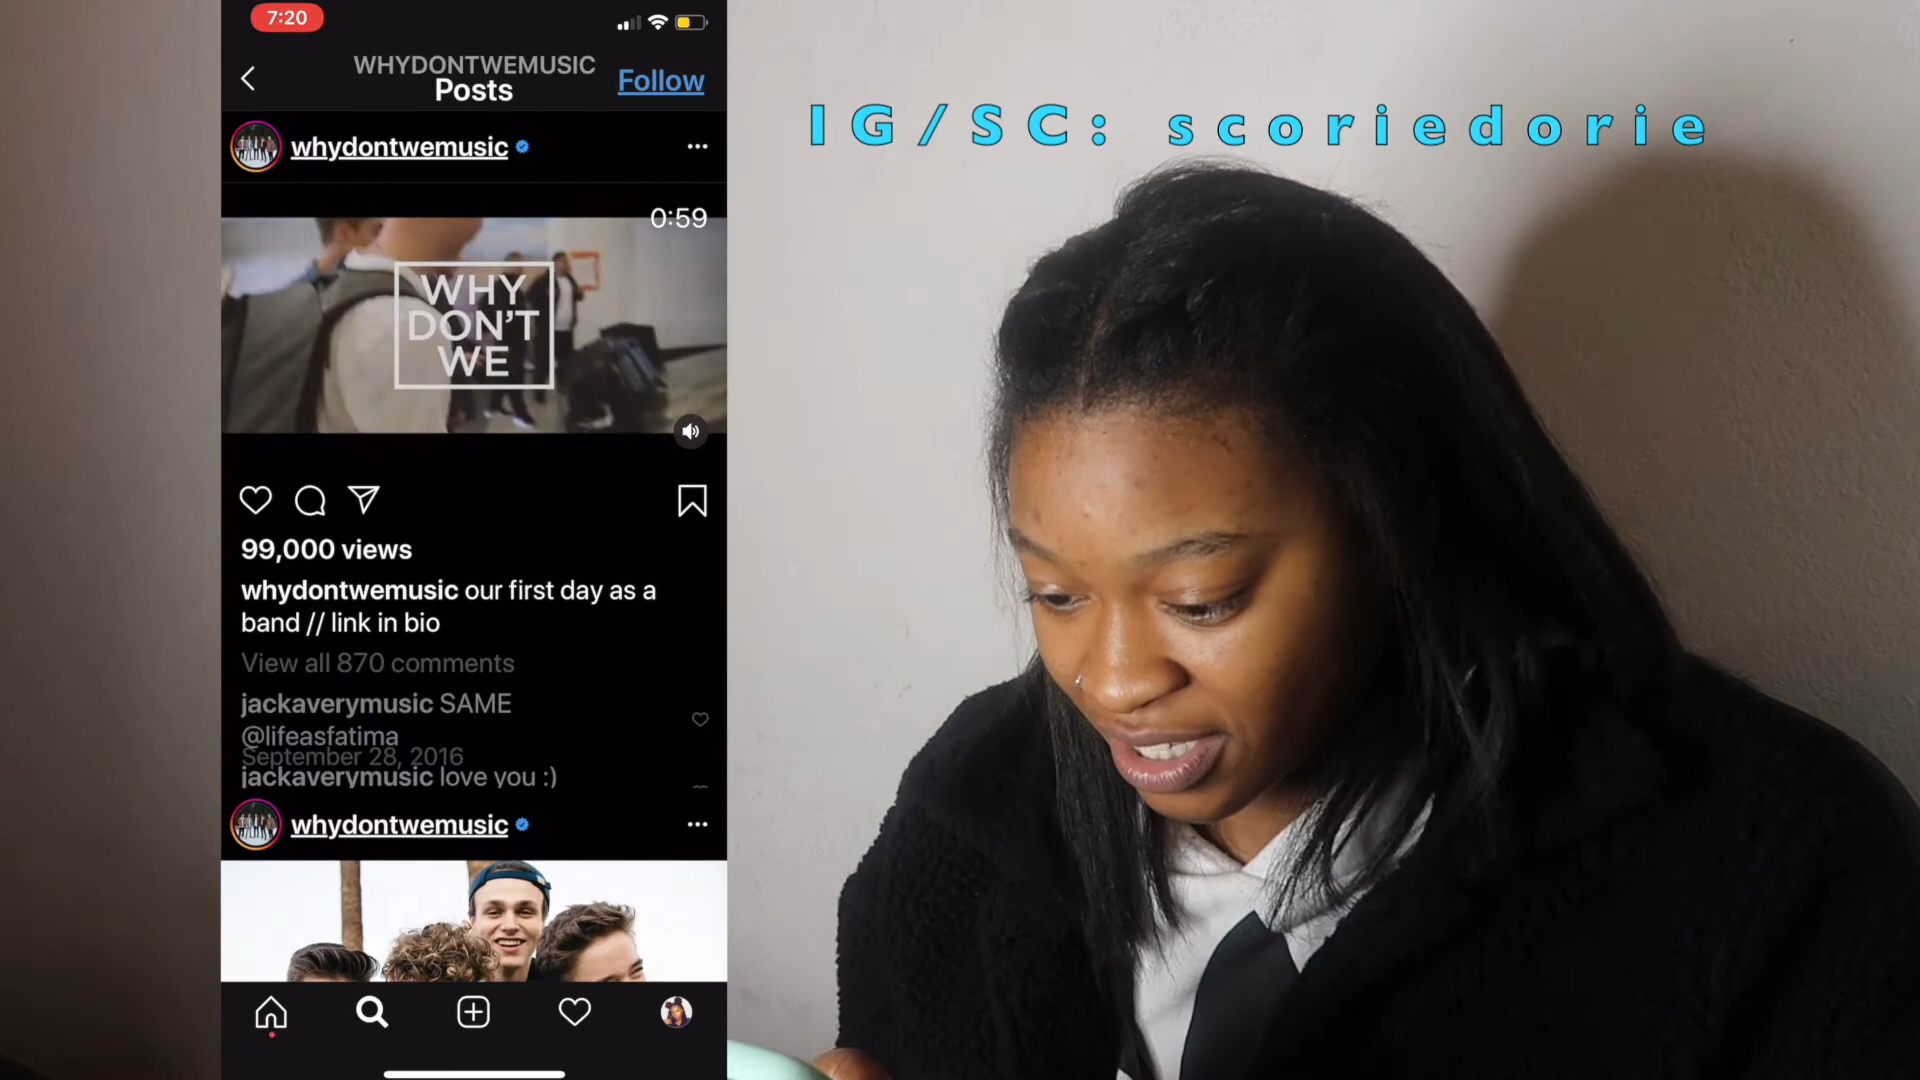 7:20
WHYDONTWEMUSIC
Posts
Follow
whydontwemusic
0:59
WHY
DON'T
WE
99,000 views
whydontwemusic our first day as a
band // link in bio
View all 870 comments
jackaverymusic SAME
@lifeasfatima
September 28, 2016
jackaverymusic love you :)
whydontwemusic
IG/SC: scoriedorie